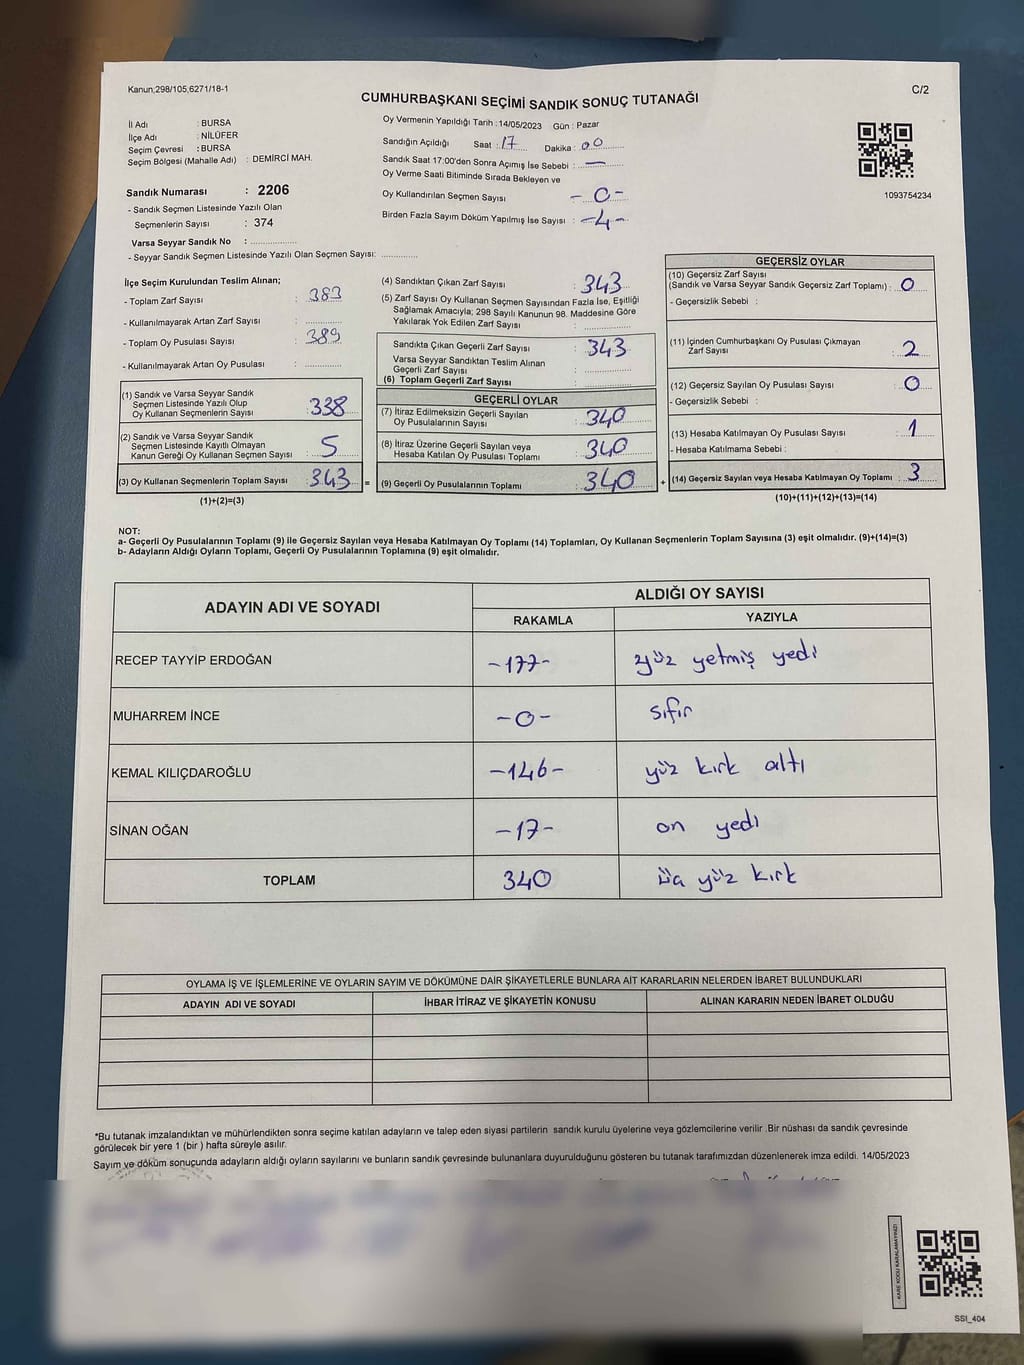 Kanun;298/105,6271/18-1
C/2
CUMHURBAŞKANI SEÇİMİ SANDIK SONUÇ TUTANAĞI
İl Adı : BURSA
İlçe Adı : NİLÜFER
Seçim Çevresi : BURSA
Seçim Bölgesi (Mahalle Adı) : DEMİRCİ MAH.
Sandık Numarası : 2206
- Sandık Seçmen Listesinde Yazılı Olan
Seçmenlerin Sayısı : 374
Varsa Seyyar Sandık No : ..................
- Seyyar Sandık Seçmen Listesinde Yazılı Olan Seçmen Sayısı: ..............
Oy Vermenin Yapıldığı Tarih :14/05/2023 Gün : Pazar
Sandığın Açıldığı Saat : 17 Dakika : 00
Sandık Saat 17:00'den Sonra Açımış İse Sebebi : —
Oy Verme Saati Bitiminde Sırada Bekleyen ve
Oy Kullandırılan Seçmen Sayısı : -0-
Birden Fazla Sayım Döküm Yapılmış İse Sayısı : -4-
1093754234
İlçe Seçim Kurulundan Teslim Alınan;
- Toplam Zarf Sayısı : 383
- Kullanılmayarak Artan Zarf Sayısı : ..............
- Toplam Oy Pusulası Sayısı : 389
- Kullanılmayarak Artan Oy Pusulası : ..............
(1) Sandık ve Varsa Seyyar Sandık
Seçmen Listesinde Yazılı Olup
Oy Kullanan Seçmenlerin Sayısı : 338
(2) Sandık ve Varsa Seyyar Sandık
Seçmen Listesinde Kayıtlı Olmayan
Kanun Gereği Oy Kullanan Seçmen Sayısı : 5
(3) Oy Kullanan Seçmenlerin Toplam Sayısı : 343 =
(1)+(2)=(3)
(4) Sandıktan Çıkan Zarf Sayısı : 343
(5) Zarf Sayısı Oy Kullanan Seçmen Sayısından Fazla İse, Eşitliği
Sağlamak Amacıyla; 298 Sayılı Kanunun 98. Maddesine Göre
Yakılarak Yok Edilen Zarf Sayısı : ..............
Sandıkta Çıkan Geçerli Zarf Sayısı : 343
Varsa Seyyar Sandıktan Teslim Alınan
Geçerli Zarf Sayısı : ..............
(6) Toplam Geçerli Zarf Sayısı : ..............
GEÇERLİ OYLAR
(7) İtiraz Edilmeksizin Geçerli Sayılan
Oy Pusulalarının Sayısı : 340
(8) İtiraz Üzerine Geçerli Sayılan veya
Hesaba Katılan Oy Pusulası Toplamı : 340
(9) Geçerli Oy Pusulalarının Toplamı : 340 +
GEÇERSİZ OYLAR
(10) Geçersiz Zarf Sayısı
(Sandık ve Varsa Seyyar Sandık Geçersiz Zarf Toplamı) : 0
- Geçersizlik Sebebi :
(11) İçinden Cumhurbaşkanı Oy Pusulası Çıkmayan
Zarf Sayısı : 2
(12) Geçersiz Sayılan Oy Pusulası Sayısı : 0
- Geçersizlik Sebebi :
(13) Hesaba Katılmayan Oy Pusulası Sayısı : 1
- Hesaba Katılmama Sebebi :
(14) Geçersiz Sayılan veya Hesaba Katılmayan Oy Toplamı : 3
(10)+(11)+(12)+(13)=(14)
NOT:
a- Geçerli Oy Pusulalarının Toplamı (9) ile Geçersiz Sayılan veya Hesaba Katılmayan Oy Toplamı (14) Toplamları, Oy Kullanan Seçmenlerin Toplam Sayısına (3) eşit olmalıdır. (9)+(14)=(3)
b- Adayların Aldığı Oyların Toplamı, Geçerli Oy Pusulalarının Toplamına (9) eşit olmalıdır.
ADAYIN ADI VE SOYADI
ALDIĞI OY SAYISI
RAKAMLA YAZIYLA
RECEP TAYYİP ERDOĞAN -177- yüz yetmiş yedi
MUHARREM İNCE -0- sıfır
KEMAL KILIÇDAROĞLU -146- yüz kırk altı
SİNAN OĞAN -17- on yedi
TOPLAM 340 üç yüz kırk
OYLAMA İŞ VE İŞLEMLERİNE VE OYLARIN SAYIM VE DÖKÜMÜNE DAİR ŞİKAYETLERLE BUNLARA AİT KARARLARIN NELERDEN İBARET BULUNDUKLARI
ADAYIN ADI VE SOYADI İHBAR İTİRAZ VE ŞİKAYETİN KONUSU ALINAN KARARIN NEDEN İBARET OLDUĞU
*Bu tutanak imzalandıktan ve mühürlendikten sonra seçime katılan adayların ve talep eden siyasi partilerin sandık kurulu üyelerine veya gözlemcilerine verilir .Bir nüshası da sandık çevresinde
görülecek bir yere 1 (bir ) hafta süreyle asılır.
Sayım ve döküm sonuçunda adayların aldığı oyların sayılarını ve bunların sandık çevresinde bulunanlara duyurulduğunu gösteren bu tutanak tarafımızdan düzenlenerek imza edildi. 14/05/2023
KARE KODU KARALAMAYINIZ!
SSI_404